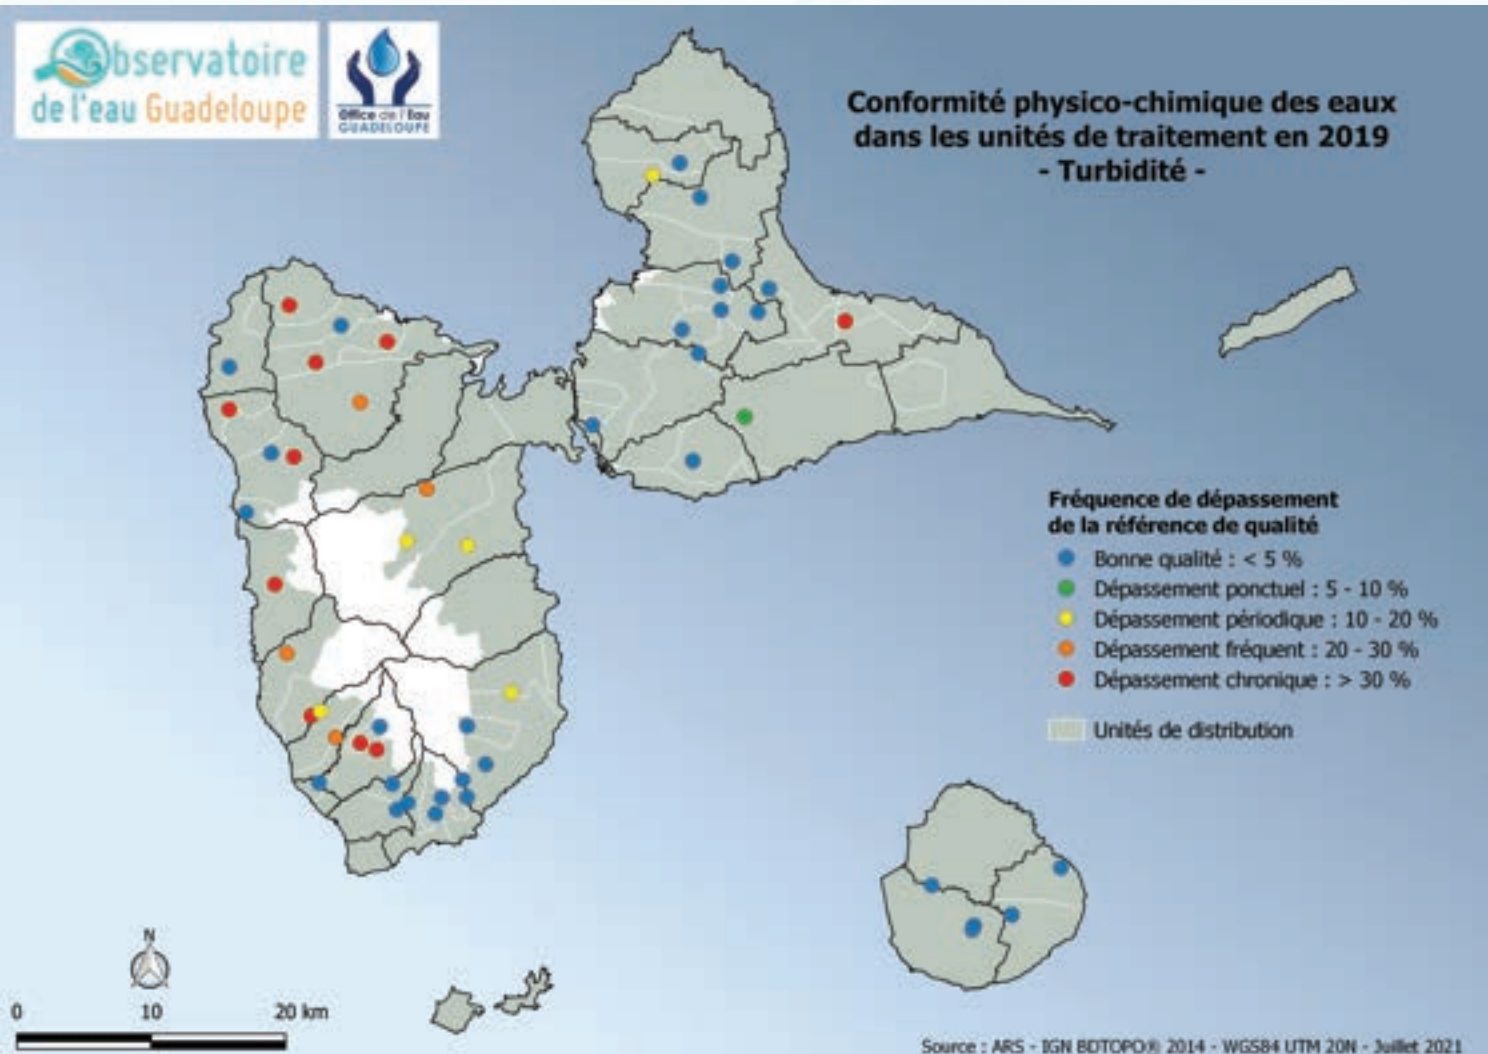 Observatoire
de l'eau Guadeloupe
Office de l'Eau
GUADELOUPE
Conformité physico-chimique des eaux
dans les unités de traitement en 2019
- Turbidité -
Fréquence de dépassement
de la référence de qualité
Bonne qualité : < 5 %
Dépassement ponctuel : 5 - 10 %
Dépassement périodique : 10 - 20 %
Dépassement fréquent : 20 - 30 %
Dépassement chronique : > 30 %
Unités de distribution
N
0 10 20 km
Source : ARS - IGN BDTOPO® 2014 - WGS84 UTM 20N - Juillet 2021